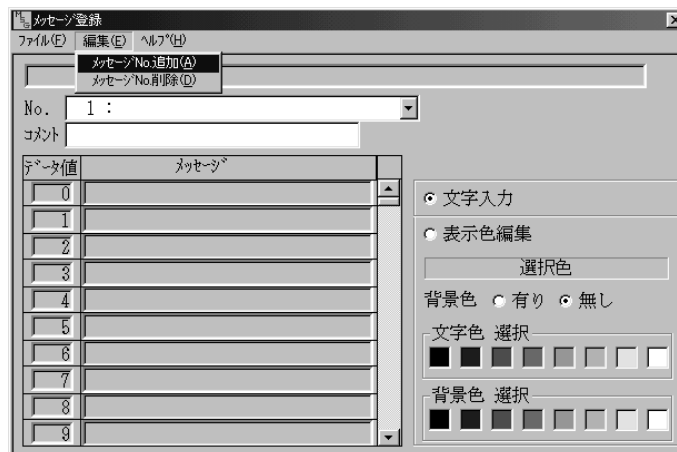 メッセージ登録
ファイル(F) 編集(E) ヘルプ(H)
メッセージNo.追加(A)
メッセージNo.削除(D)
No. 1 :
コメント
データ値 メッセージ
0
1
2
3
4
5
6
7
8
9
文字入力
表示色編集
選択色
背景色 有り 無し
文字色 選択
背景色 選択